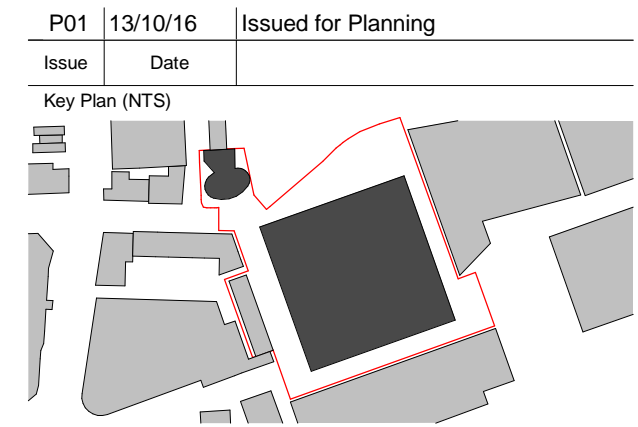 P01 13/10/16 Issued for Planning
Issue Date
Key Plan (NTS)